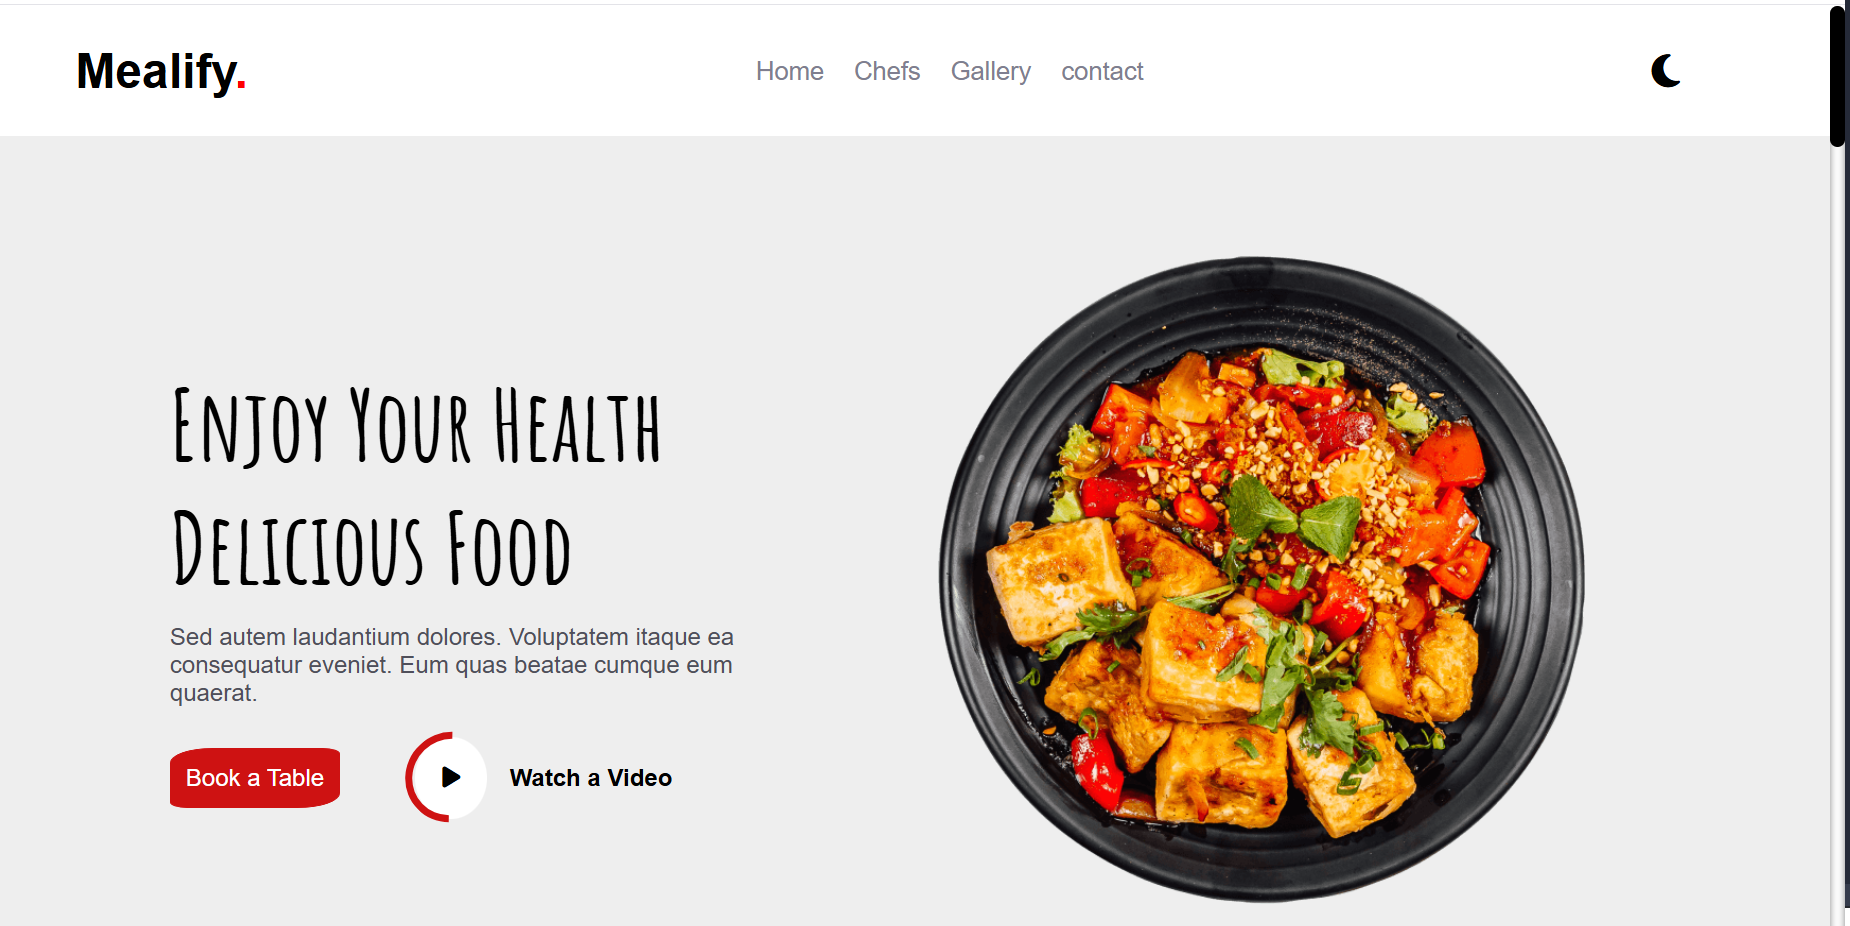 Mealify.
Home Chefs Gallery contact
Enjoy Your Health
Delicious Food
Sed autem laudantium dolores. Voluptatem itaque ea
consequatur eveniet. Eum quas beatae cumque eum
quaerat.
Book a Table
Watch a Video